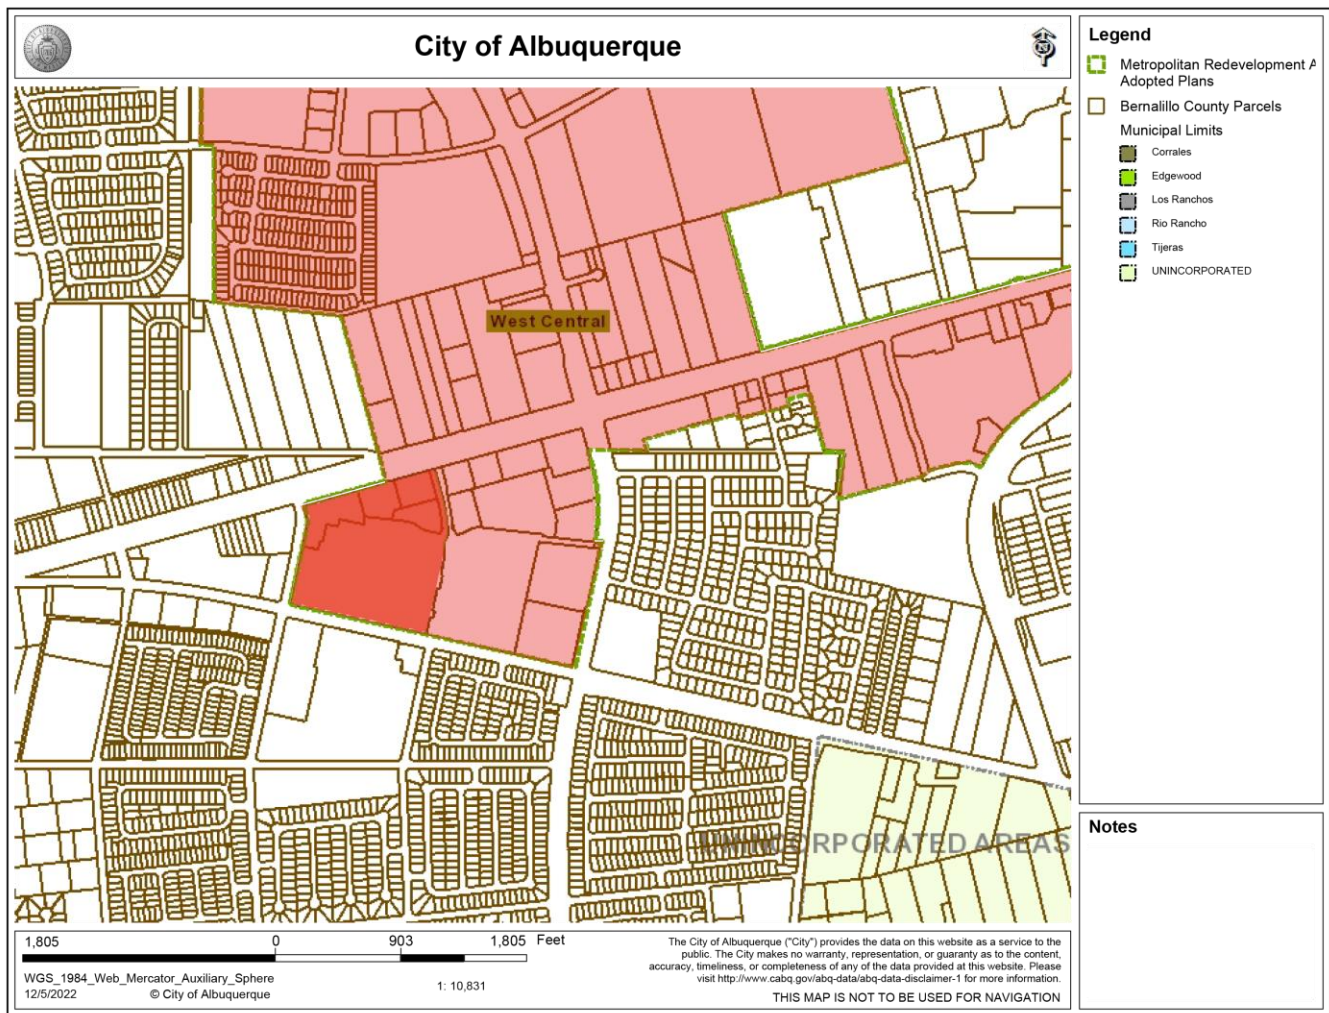 City of Albuquerque
West Central
UNINCORPORATED AREAS
Legend
Metropolitan Redevelopment A
Adopted Plans
Bernalillo County Parcels
Municipal Limits
Corrales
Edgewood
Los Ranchos
Rio Rancho
Tijeras
UNINCORPORATED
Notes
1,805 0 903 1,805 Feet
WGS_1984_Web_Mercator_Auxiliary_Sphere
12/5/2022 © City of Albuquerque
1: 10,831
The City of Albuquerque ("City") provides the data on this website as a service to the
public. The City makes no warranty, representation, or guaranty as to the content,
accuracy, timeliness, or completeness of any of the data provided at this website. Please
visit http://www.cabq.gov/abq-data/abq-data-disclaimer-1 for more information.
THIS MAP IS NOT TO BE USED FOR NAVIGATION